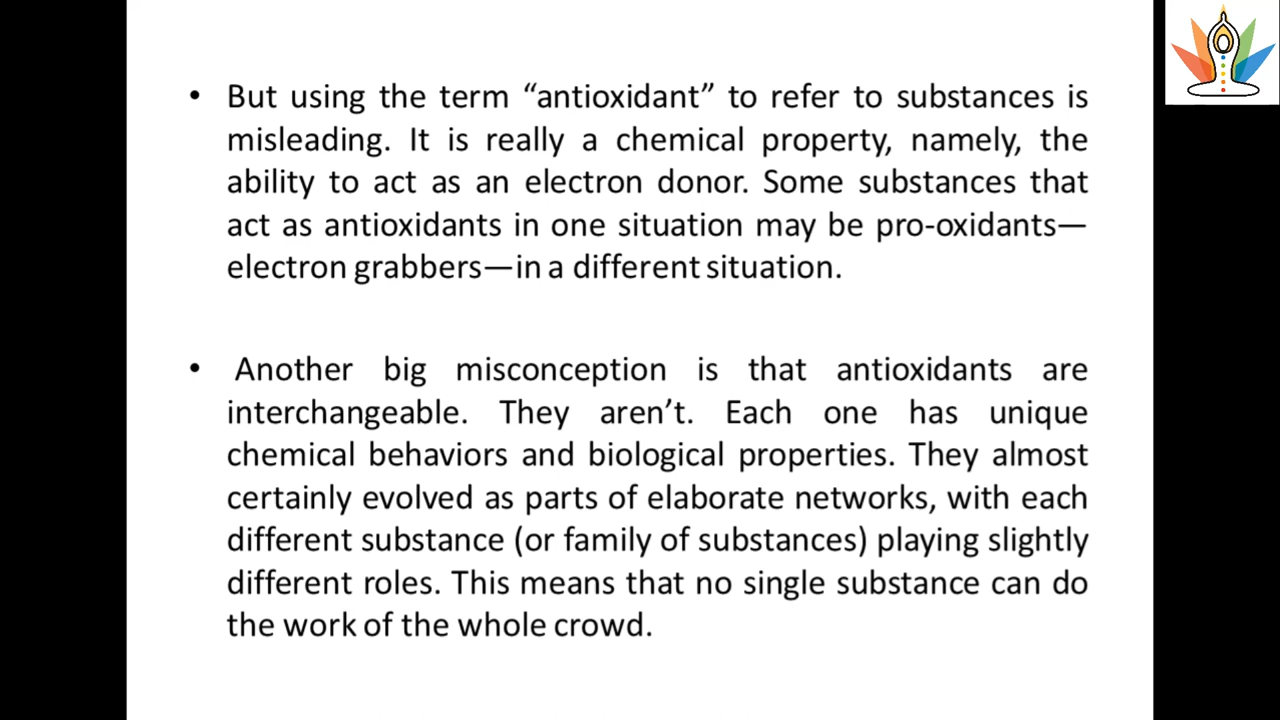 • But using the term “antioxidant” to refer to substances is
misleading. It is really a chemical property, namely, the
ability to act as an electron donor. Some substances that
act as antioxidants in one situation may be pro-oxidants—
electron grabbers—in a different situation.
• Another big misconception is that antioxidants are
interchangeable. They aren’t. Each one has unique
chemical behaviors and biological properties. They almost
certainly evolved as parts of elaborate networks, with each
different substance (or family of substances) playing slightly
different roles. This means that no single substance can do
the work of the whole crowd.